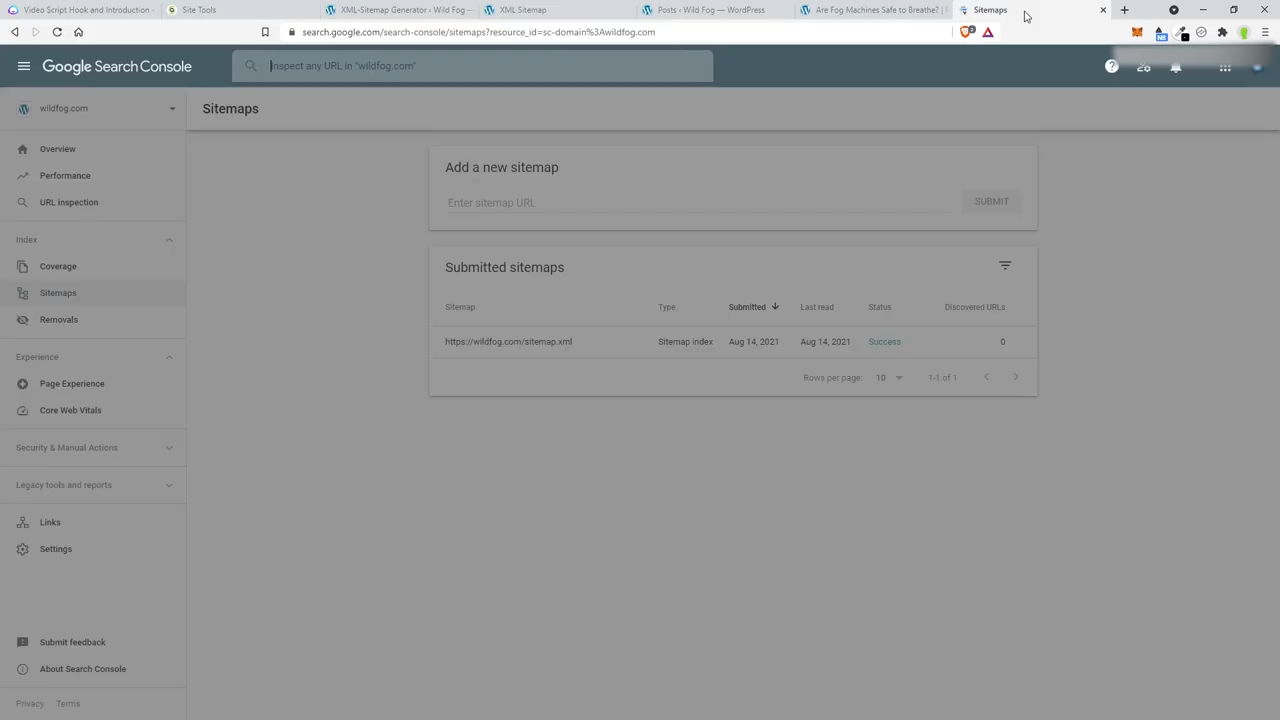 Video Script Hook and Introduction -
Site Tools
XML-Sitemap Generator ‹ Wild Fog —
XML Sitemap
Posts ‹ Wild Fog — WordPress
Are Fog Machines Safe to Breathe? |
Sitemaps
search.google.com/search-console/sitemaps?resource_id=sc-domain%3Awildfog.com
Google Search Console
Inspect any URL in "wildfog.com"
wildfog.com
Sitemaps
Overview
Performance
URL inspection
Index
Coverage
Sitemaps
Removals
Experience
Page Experience
Core Web Vitals
Security & Manual Actions
Legacy tools and reports
Links
Settings
Submit feedback
About Search Console
Privacy Terms
Add a new sitemap
Enter sitemap URL
SUBMIT
Submitted sitemaps
Sitemap Type Submitted Last read Status Discovered URLs
https://wildfog.com/sitemap.xml Sitemap index Aug 14, 2021 Aug 14, 2021 Success 0
Rows per page: 10 1-1 of 1